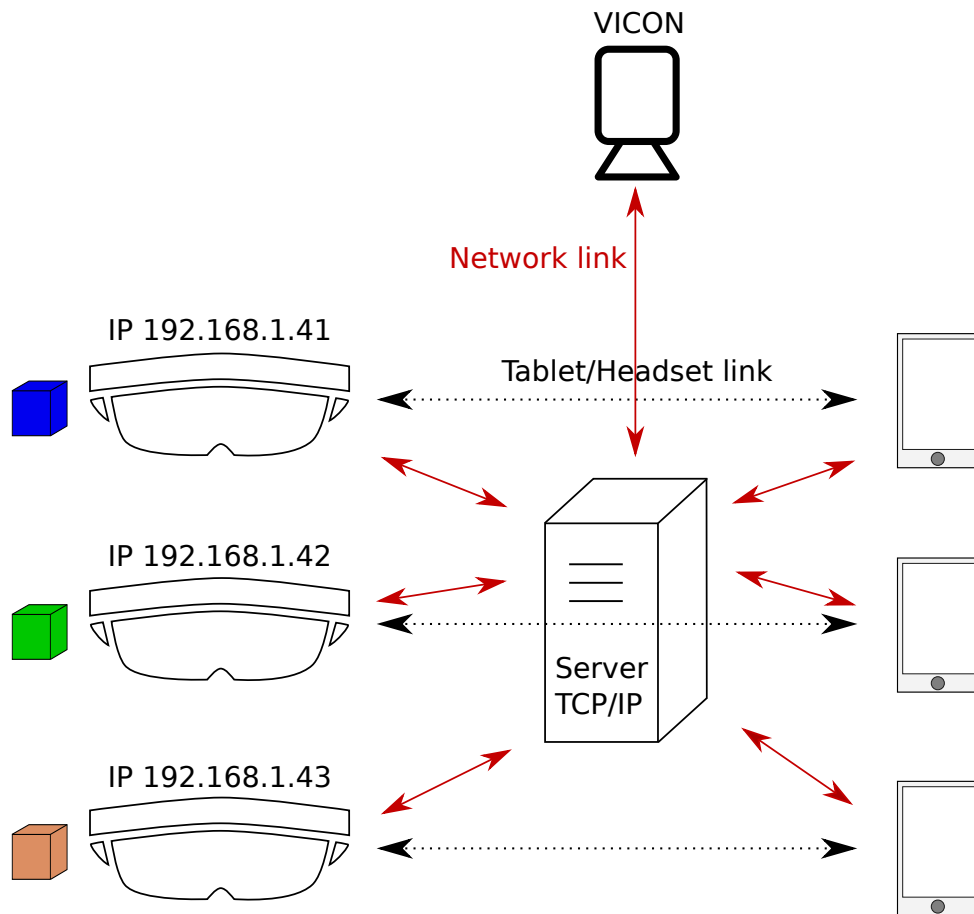 VICON
Network link
IP 192.168.1.41
Tablet/Headset link
IP 192.168.1.42
Server
TCP/IP
IP 192.168.1.43